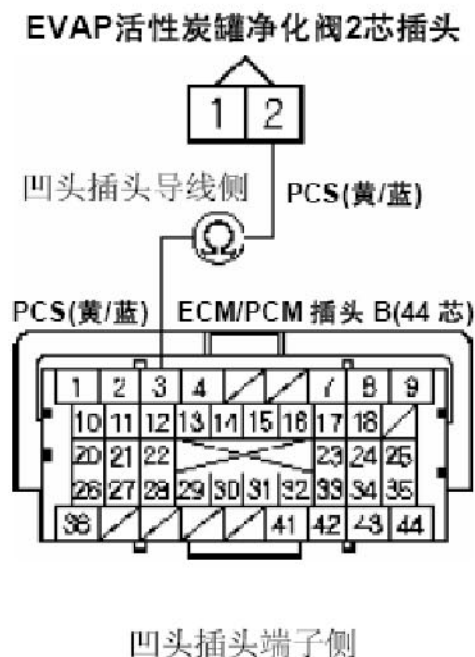 EVAP活性炭罐净化阀2芯插头
1 2
凹头插头导线侧
PCS(黄/蓝)
Ω
PCS(黄/蓝) ECM/PCM 插头 B(44 芯)
1 2 3 4 7 8 9
10 11 12 13 14 15 16 17 18
20 21 22 23 24 25
26 27 28 29 30 31 32 33 34 35
36 41 42 43 44
凹头插头端子侧